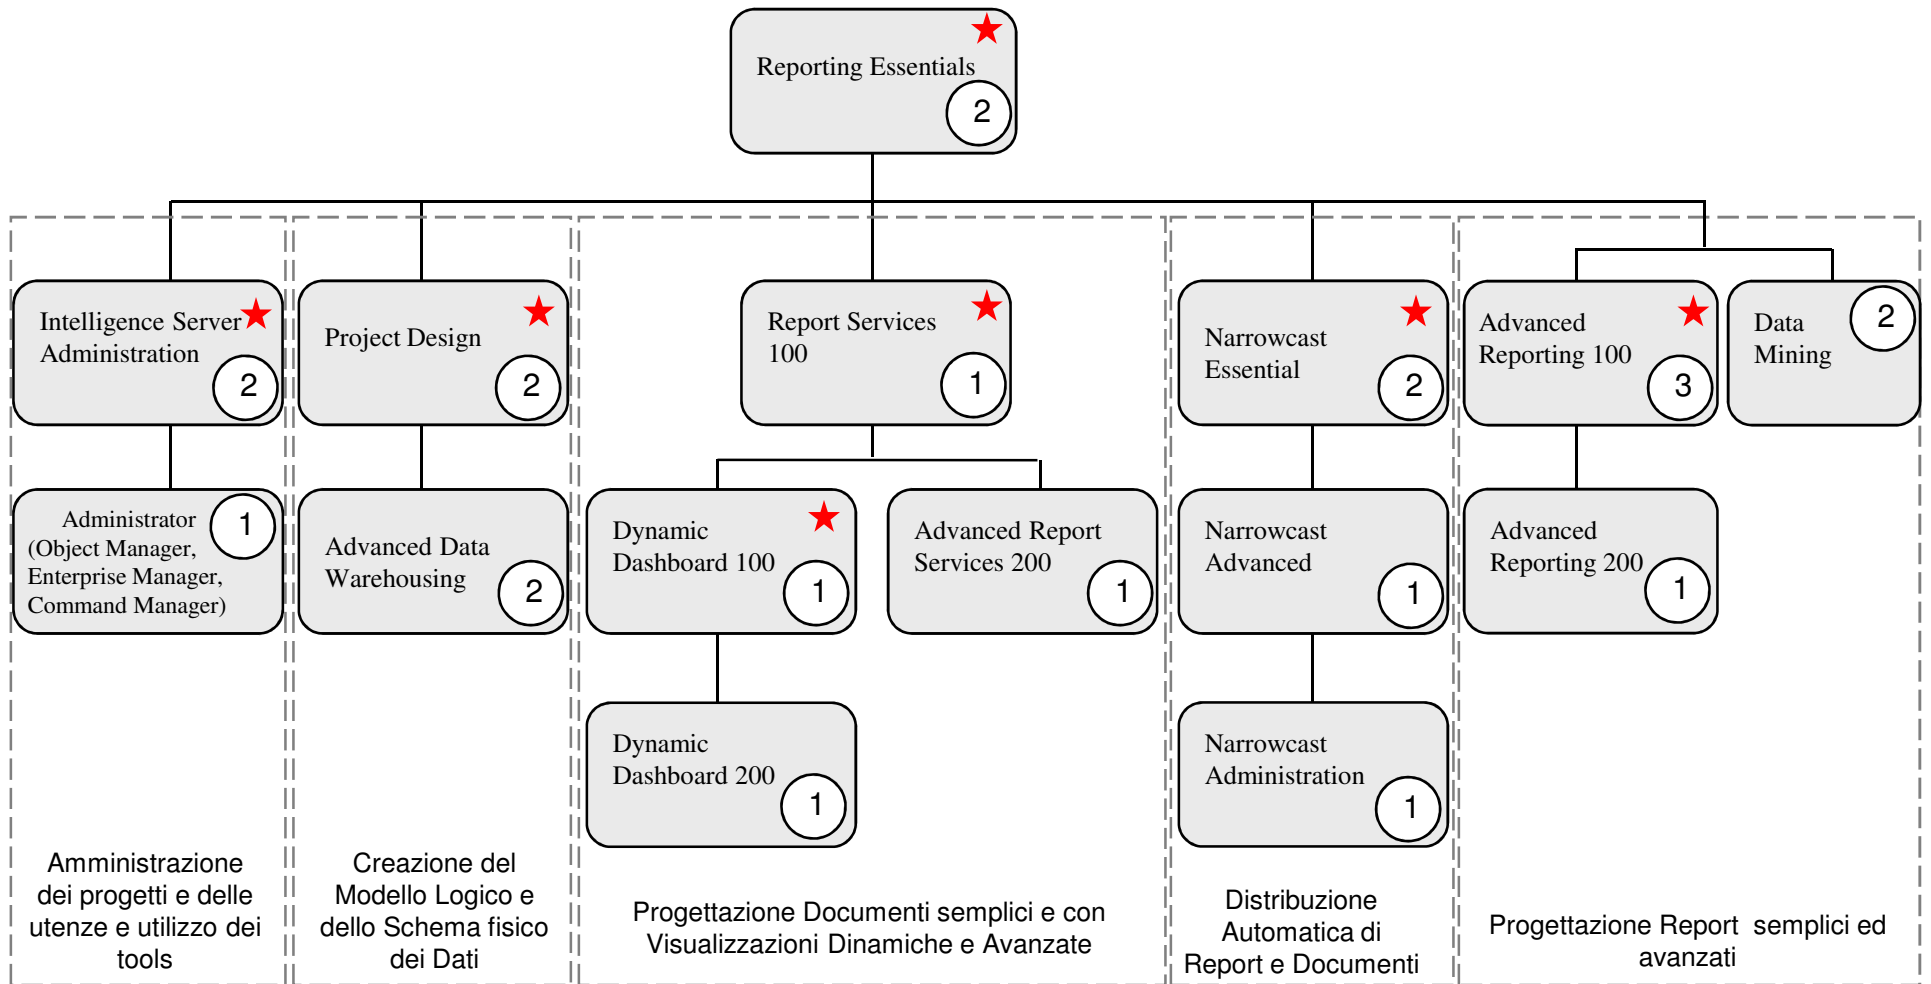 Reporting Essentials
2
Intelligence Server
Administration
2
Project Design
2
Report Services
100
1
Narrowcast
Essential
2
Advanced
Reporting 100
3
Data
Mining
2
Administrator
(Object Manager,
Enterprise Manager,
Command Manager)
1
Advanced Data
Warehousing
2
Dynamic
Dashboard 100
1
Advanced Report
Services 200
1
Narrowcast
Advanced
1
Advanced
Reporting 200
1
Dynamic
Dashboard 200
1
Narrowcast
Administration
1
Amministrazione
dei progetti e delle
utenze e utilizzo dei
tools
Creazione del
Modello Logico e
dello Schema fisico
dei Dati
Progettazione Documenti semplici e con
Visualizzazioni Dinamiche e Avanzate
Distribuzione
Automatica di
Report e Documenti
Progettazione Report semplici ed
avanzati